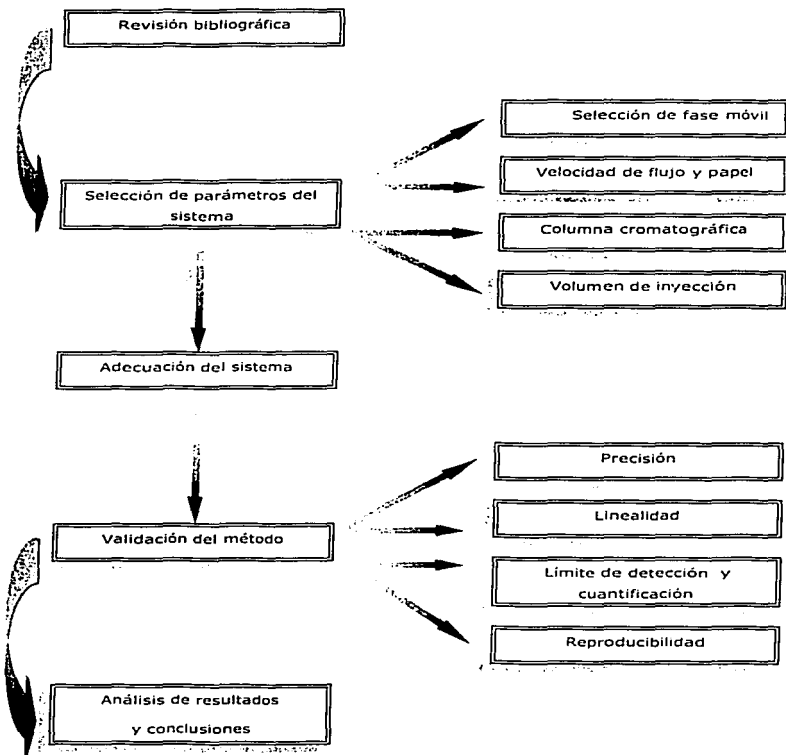 Revisión bibliográfica
Selección de parámetros del
sistema
Selección de fase móvil
Velocidad de flujo y papel
Columna cromatográfica
Volumen de inyección
Adecuación del sistema
Validación del método
Precisión
Linealidad
Límite de detección y
cuantificación
Reproducibilidad
Análisis de resultados
y conclusiones